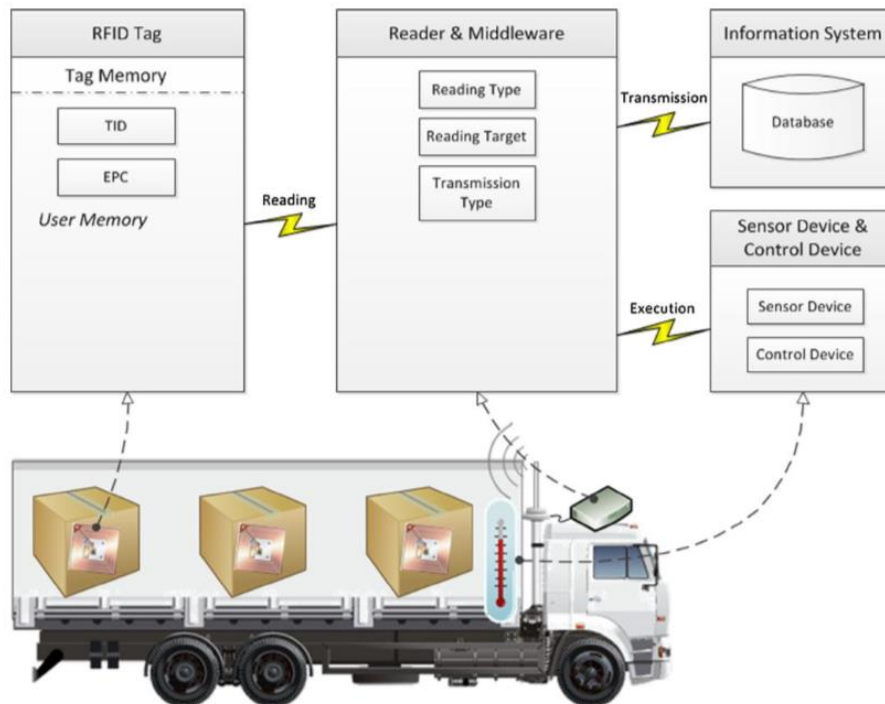 RFID Tag
Tag Memory
TID
EPC
User Memory
Reading
Reader & Middleware
Reading Type
Reading Target
Transmission
Type
Transmission
Execution
Information System
Database
Sensor Device &
Control Device
Sensor Device
Control Device